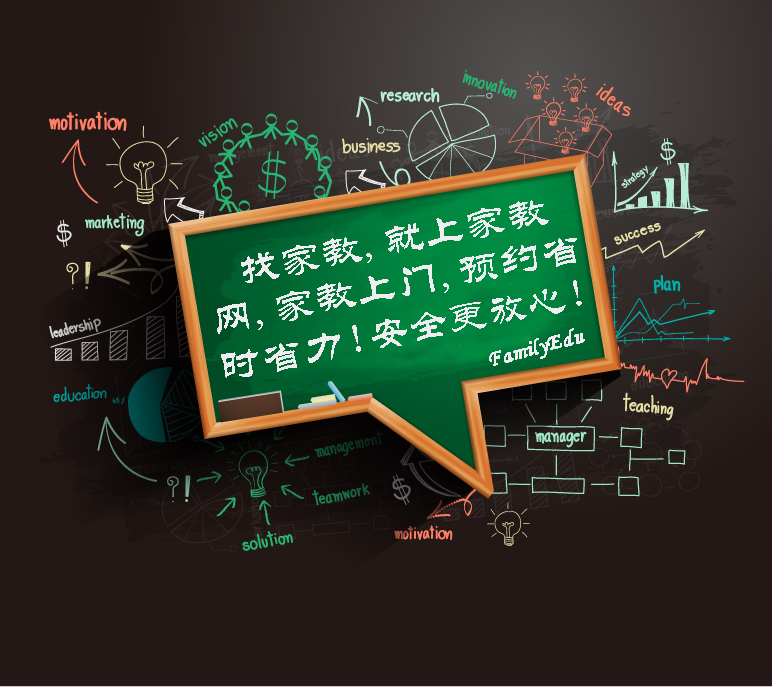 motivation
vision
research
innovation
ideas
business
strategy
$
$
marketing
$
?!
success
plan
找家教，就上家教
网，家教上门，预约省
时省力！安全更放心！
FamilyEdu
leadership
education
teaching
manager
management
?!
teamwork
$
solution
motivation